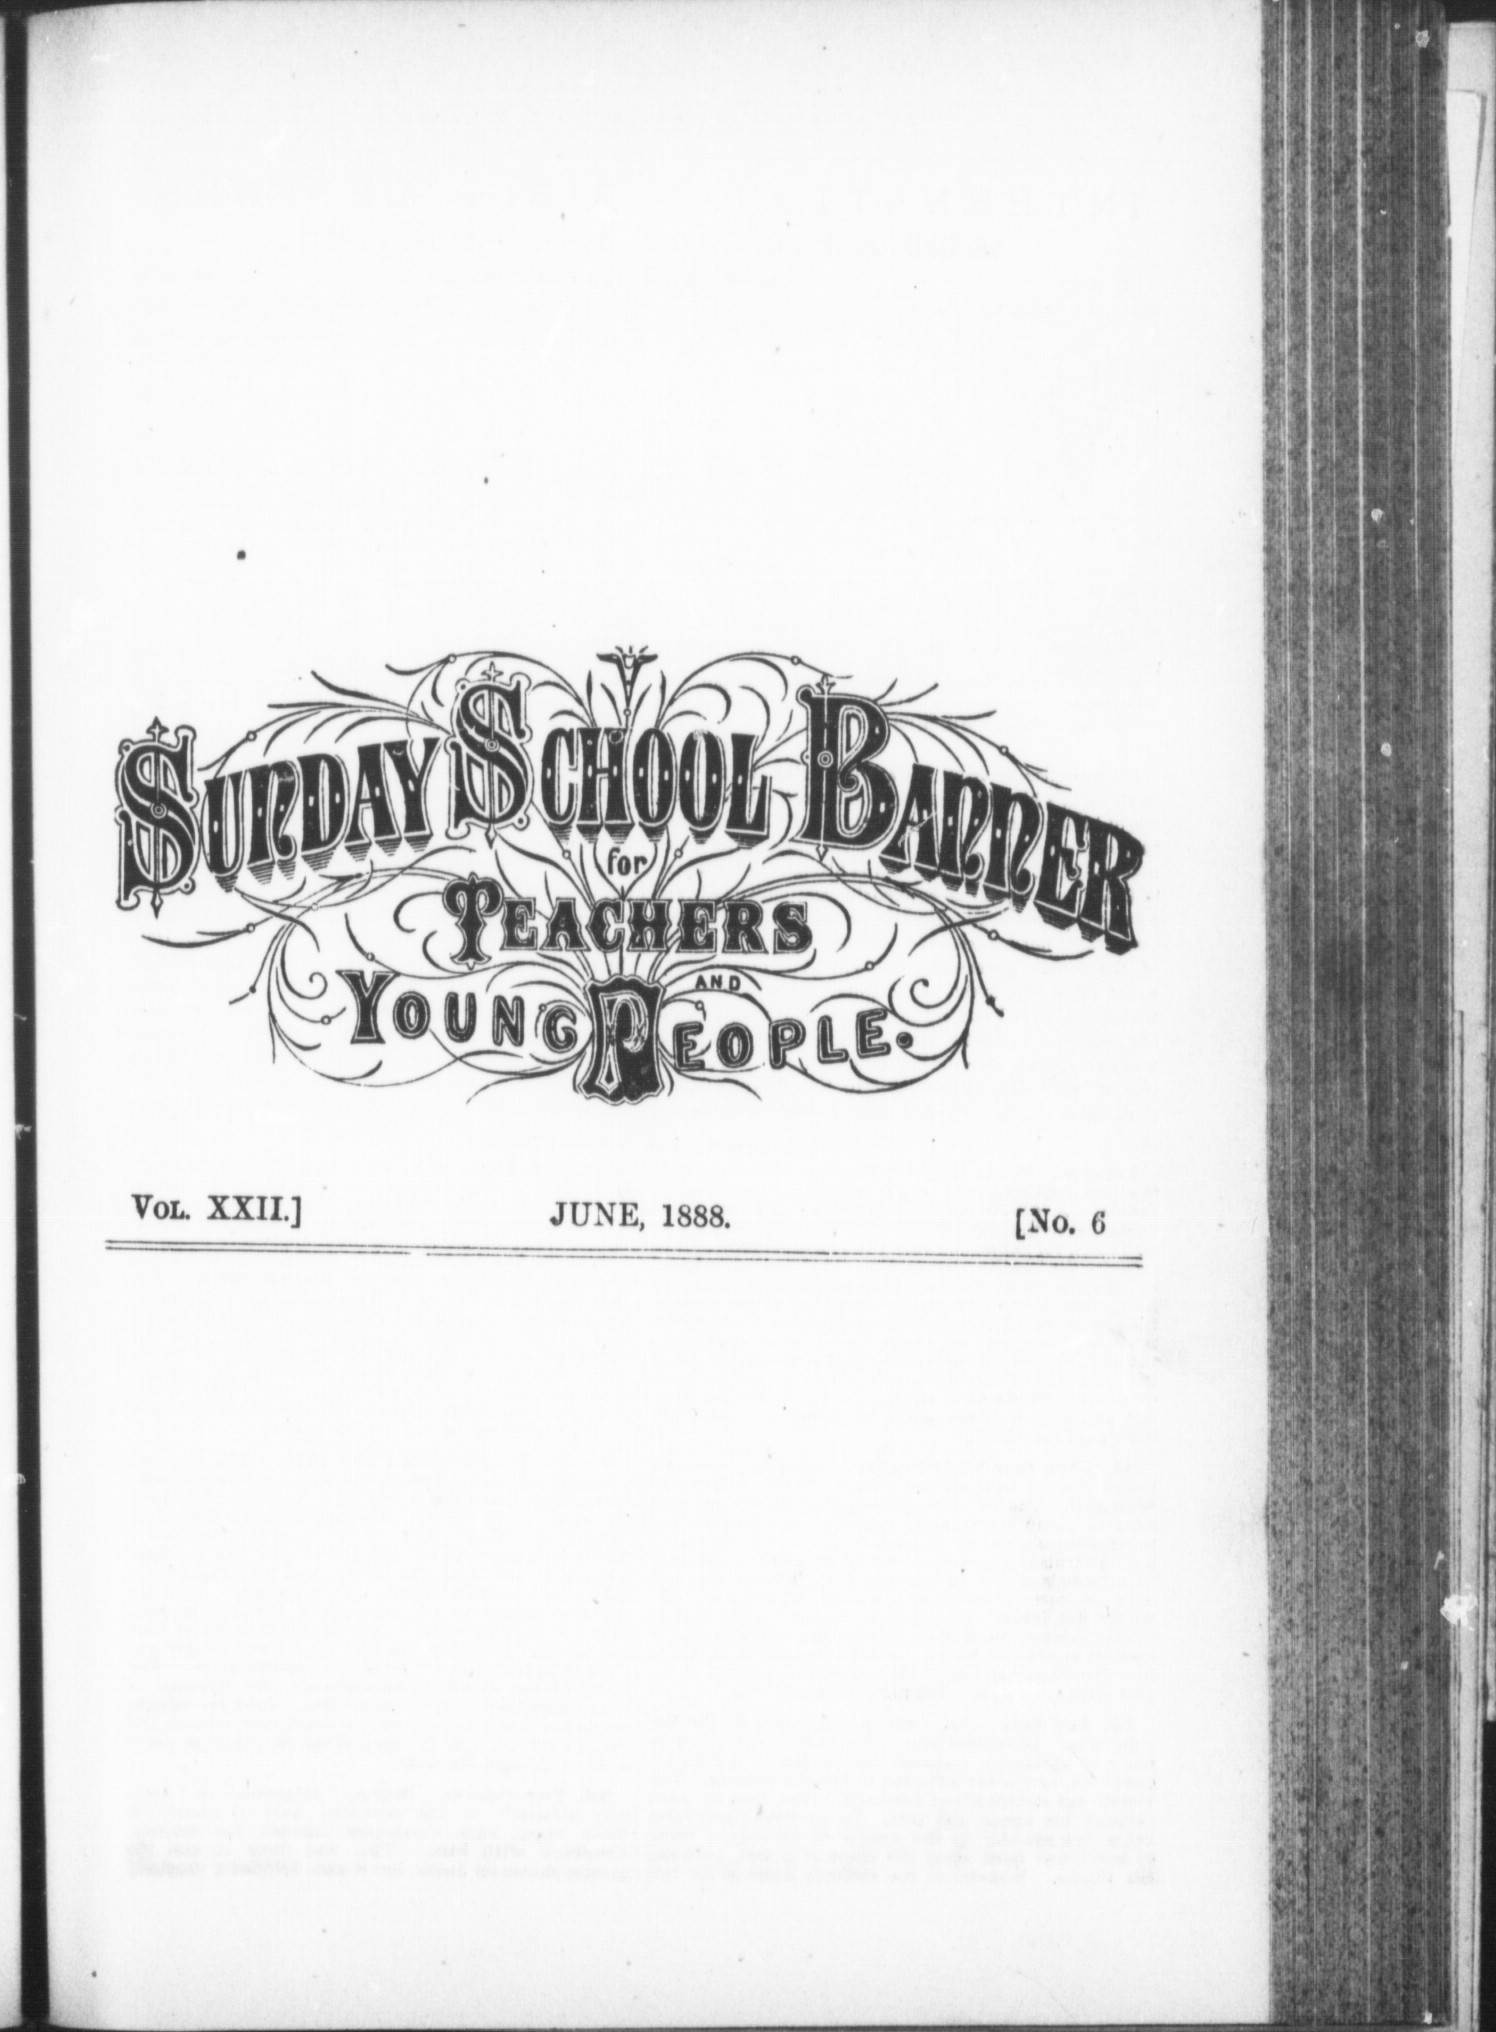 SUNDAY SCHOOL BANNER
for
TEACHERS
AND
YOUNG PEOPLE.
VOL. XXII.] JUNE, 1888. [NO. 6